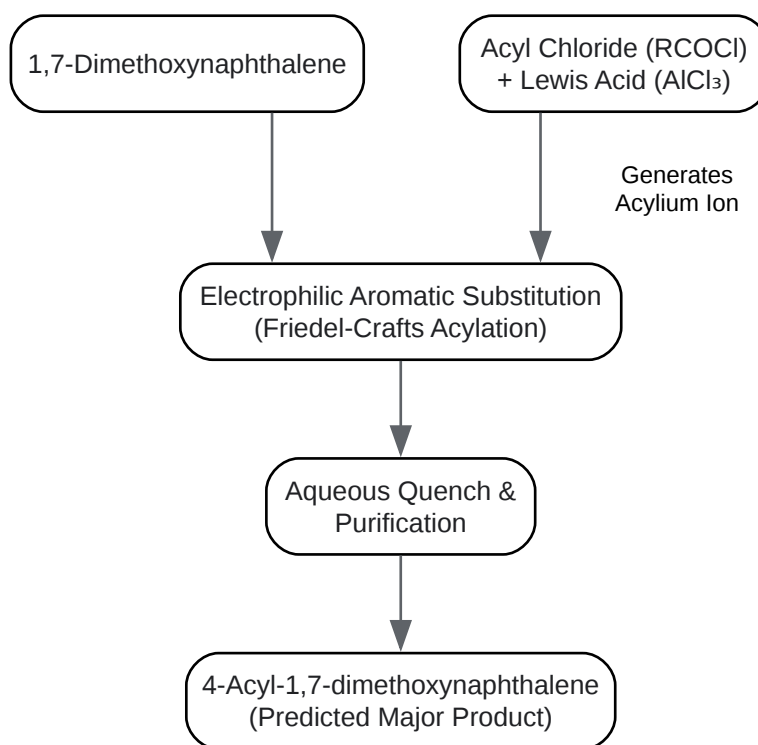 1,7-Dimethoxynaphthalene
Acyl Chloride (RCOCl)
+ Lewis Acid (AlCl₃)
Generates
Acylium Ion
Electrophilic Aromatic Substitution
(Friedel-Crafts Acylation)
Aqueous Quench &
Purification
4-Acyl-1,7-dimethoxynaphthalene
(Predicted Major Product)